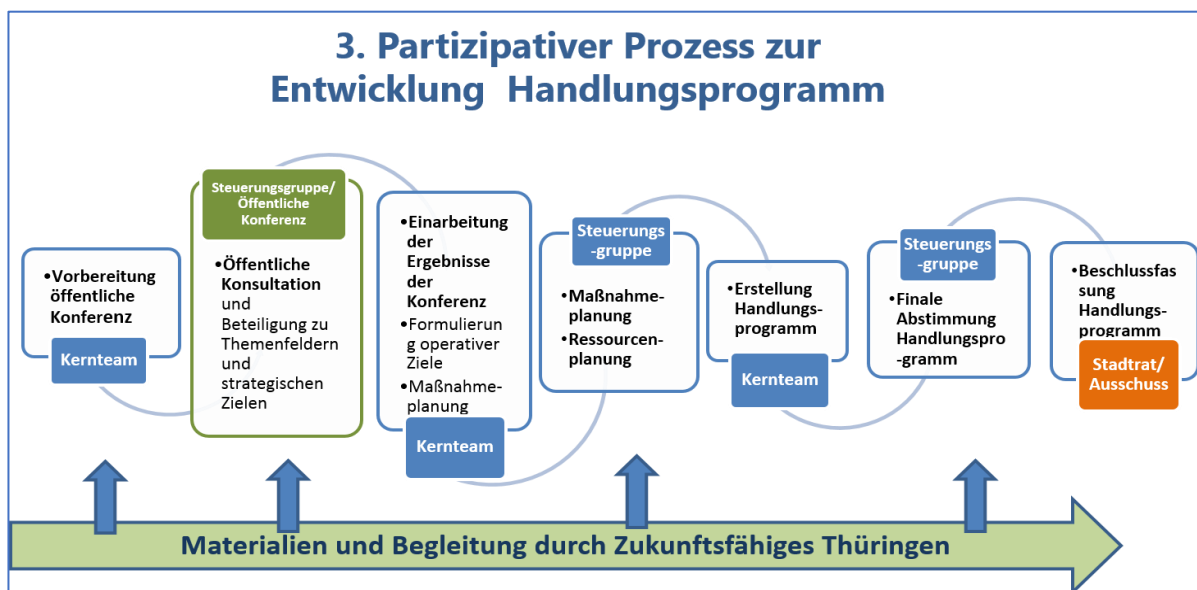 3. Partizipativer Prozess zur
Entwicklung Handlungsprogramm
•Vorbereitung
öffentliche
Konferenz
Kernteam
Steuerungsgruppe/
Öffentliche
Konferenz
•Öffentliche
Konsultation
und
Beteiligung zu
Themenfeldern
und
strategischen
Zielen
•Einarbeitung
der
Ergebnisse
der
Konferenz
•Formulierun
g operativer
Ziele
•Maßnahme-
planung
Kernteam
Steuerungs
-gruppe
•Maßnahme-
planung
•Ressourcen-
planung
•Erstellung
Handlungs-
programm
Kernteam
Steuerungs
-gruppe
•Finale
Abstimmung
Handlungspro
-gramm
•Beschlussfas
sung
Handlungs-
programm
Stadtrat/
Ausschuss
Materialien und Begleitung durch Zukunftsfähiges Thüringen